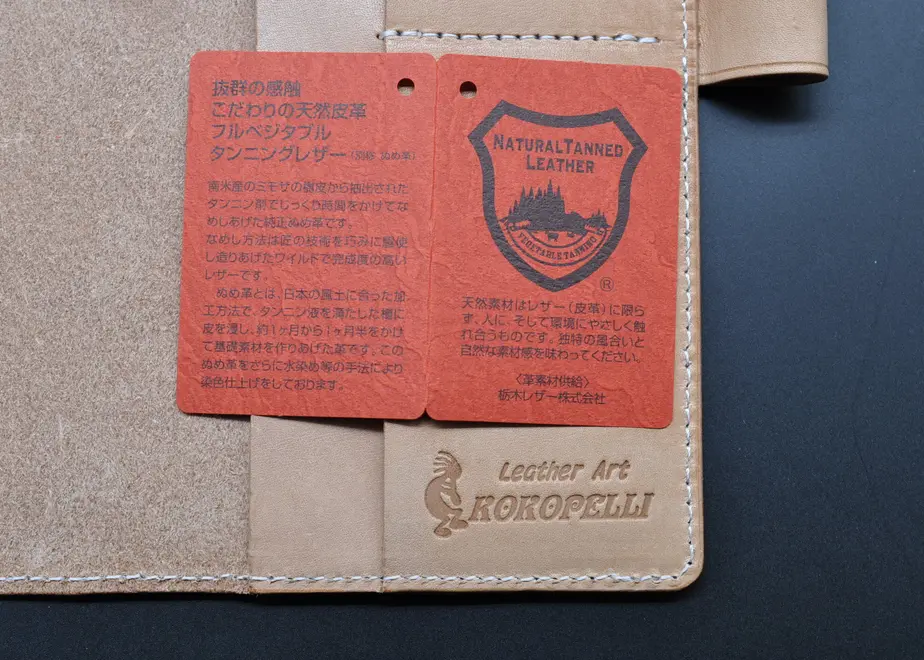 抜群の感触
こだわりの天然皮革
フルベジタブル
タンニングレザー(別称 ぬめ革)
南米産のミモザの樹皮から抽出された
タンニン剤でじっくり時間をかけてな
めしあげた純正ぬめ革です。
なめし方法は匠の技術を巧みに駆使
し造りあげたワイルドで完成度の高い
レザーです。
ぬめ革とは、日本の風土に合った加
工方法で、タンニン液を満たした槽に
皮を浸し、約1ヶ月から1ヶ月半をかけ
て基礎素材を作りあげた革です。この
ぬめ革をさらに水染め等の手法により
染色仕上げをしております。
NATURAL TANNED
LEATHER
VEGETABLE TANNING
®
天然素材はレザー(皮革)に限ら
ず、人に、そして環境にやさしく触
れ合うものです。独特の風合いと
自然な素材感を味わってください。
〈革素材供給〉
栃木レザー株式会社
Leather Art
KOKOPELLI